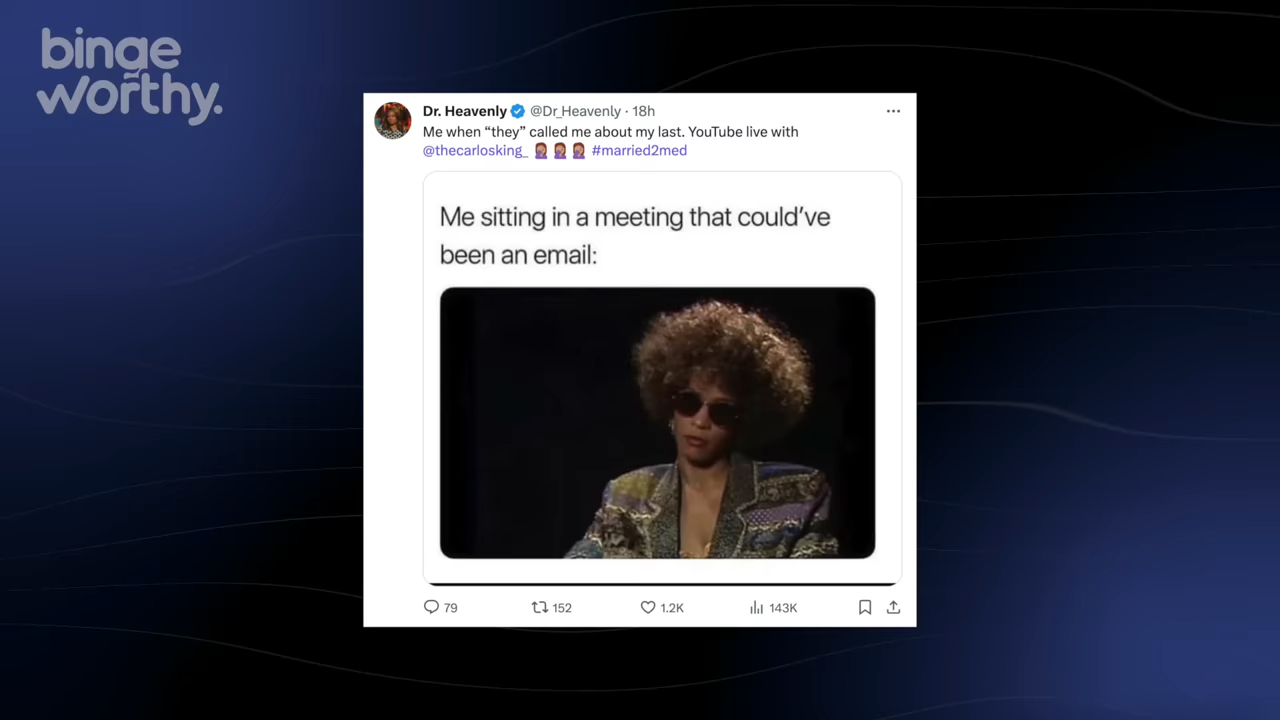 binge
worthy.
Dr. Heavenly @Dr_Heavenly · 18h
Me when “they” called me about my last. YouTube live with
@thecarlosking_ 🤦🏽‍♀️ 🤦🏽‍♀️ 🤦🏽‍♀️ #married2med
Me sitting in a meeting that could’ve
been an email:
79 152 1.2K 143K